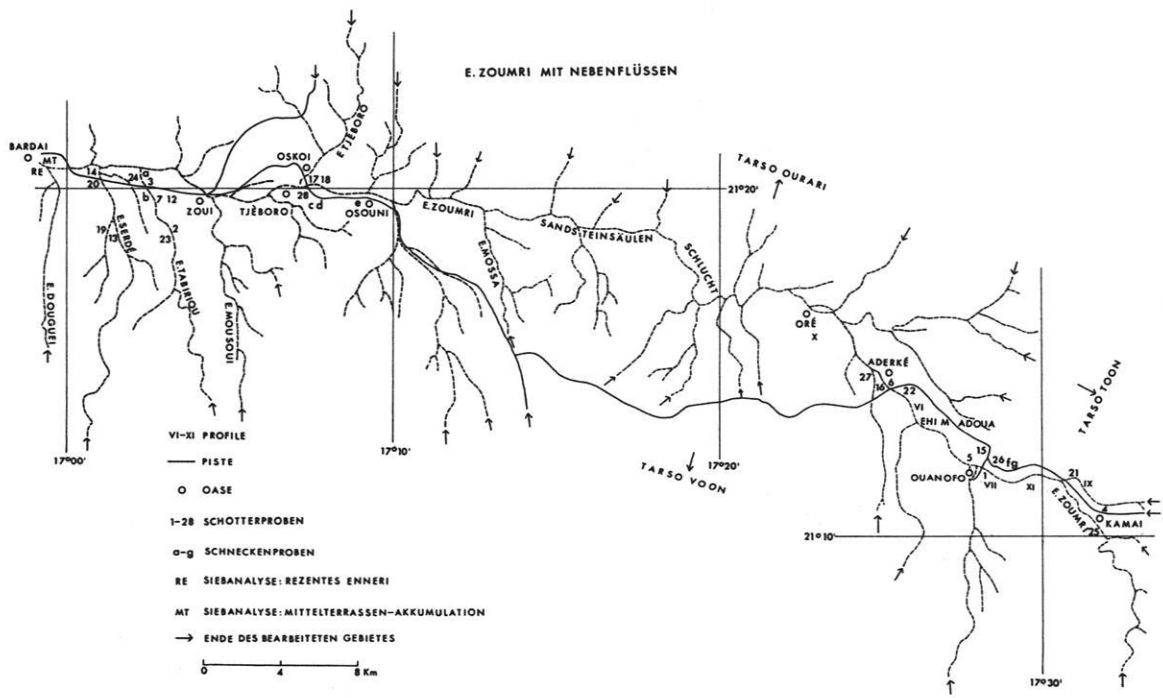 E. ZOUMRI MIT NEBENFLÜSSEN
BARDAI
MT
RE
14
20
24
a
3
b
7 12
19
13
E. SERDÉ
2
23
E. TABIRIOU
E. DOUGUEI
ZOUI
E. MOUSOUI
TJÉBORO
OSKOI
17 18
28
c d
E. TJÉBORO
e
OSOUNI
E. ZOUMRI
E. MOSSA
SANDSTEINSÄULEN
SCHLUCHT
TARSO OURARI
21°20'
ORÉ
X
ADERKÉ
27
16
6
22
VI
EHI M ADOUA
TARSO TOON
TARSO VOON
15
5
26 fg
OUANOFO
1
VII
XI
21
IX
E. ZOUMRI
4
KAMAI
25
21°10'
17°00'
17°10'
17°20'
17°30'
VI–XI PROFILE
PISTE
OASE
1–28 SCHOTTERPROBEN
a–g SCHNECKENPROBEN
RE SIEBANALYSE: REZENTES ENNERI
MT SIEBANALYSE: MITTELTERRASSEN–AKKUMULATION
ENDE DES BEARBEITETEN GEBIETES
0 4 8 Km